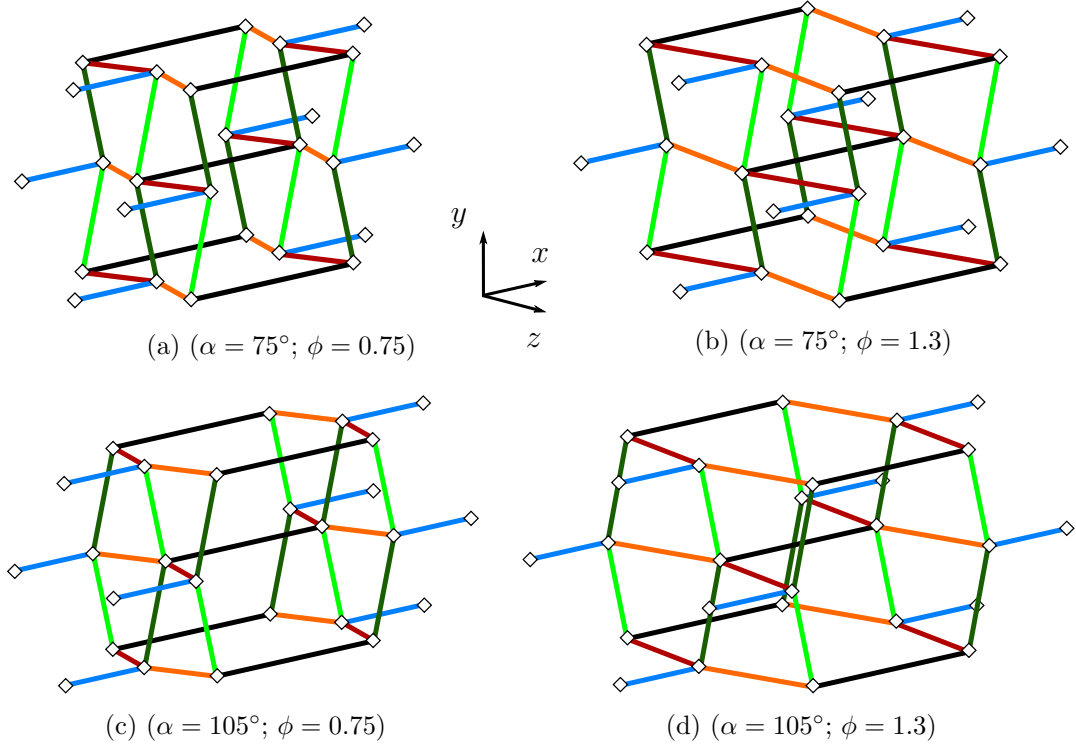 y
x
z
(a) (α = 75°; ϕ = 0.75)
(b) (α = 75°; ϕ = 1.3)
(c) (α = 105°; ϕ = 0.75)
(d) (α = 105°; ϕ = 1.3)